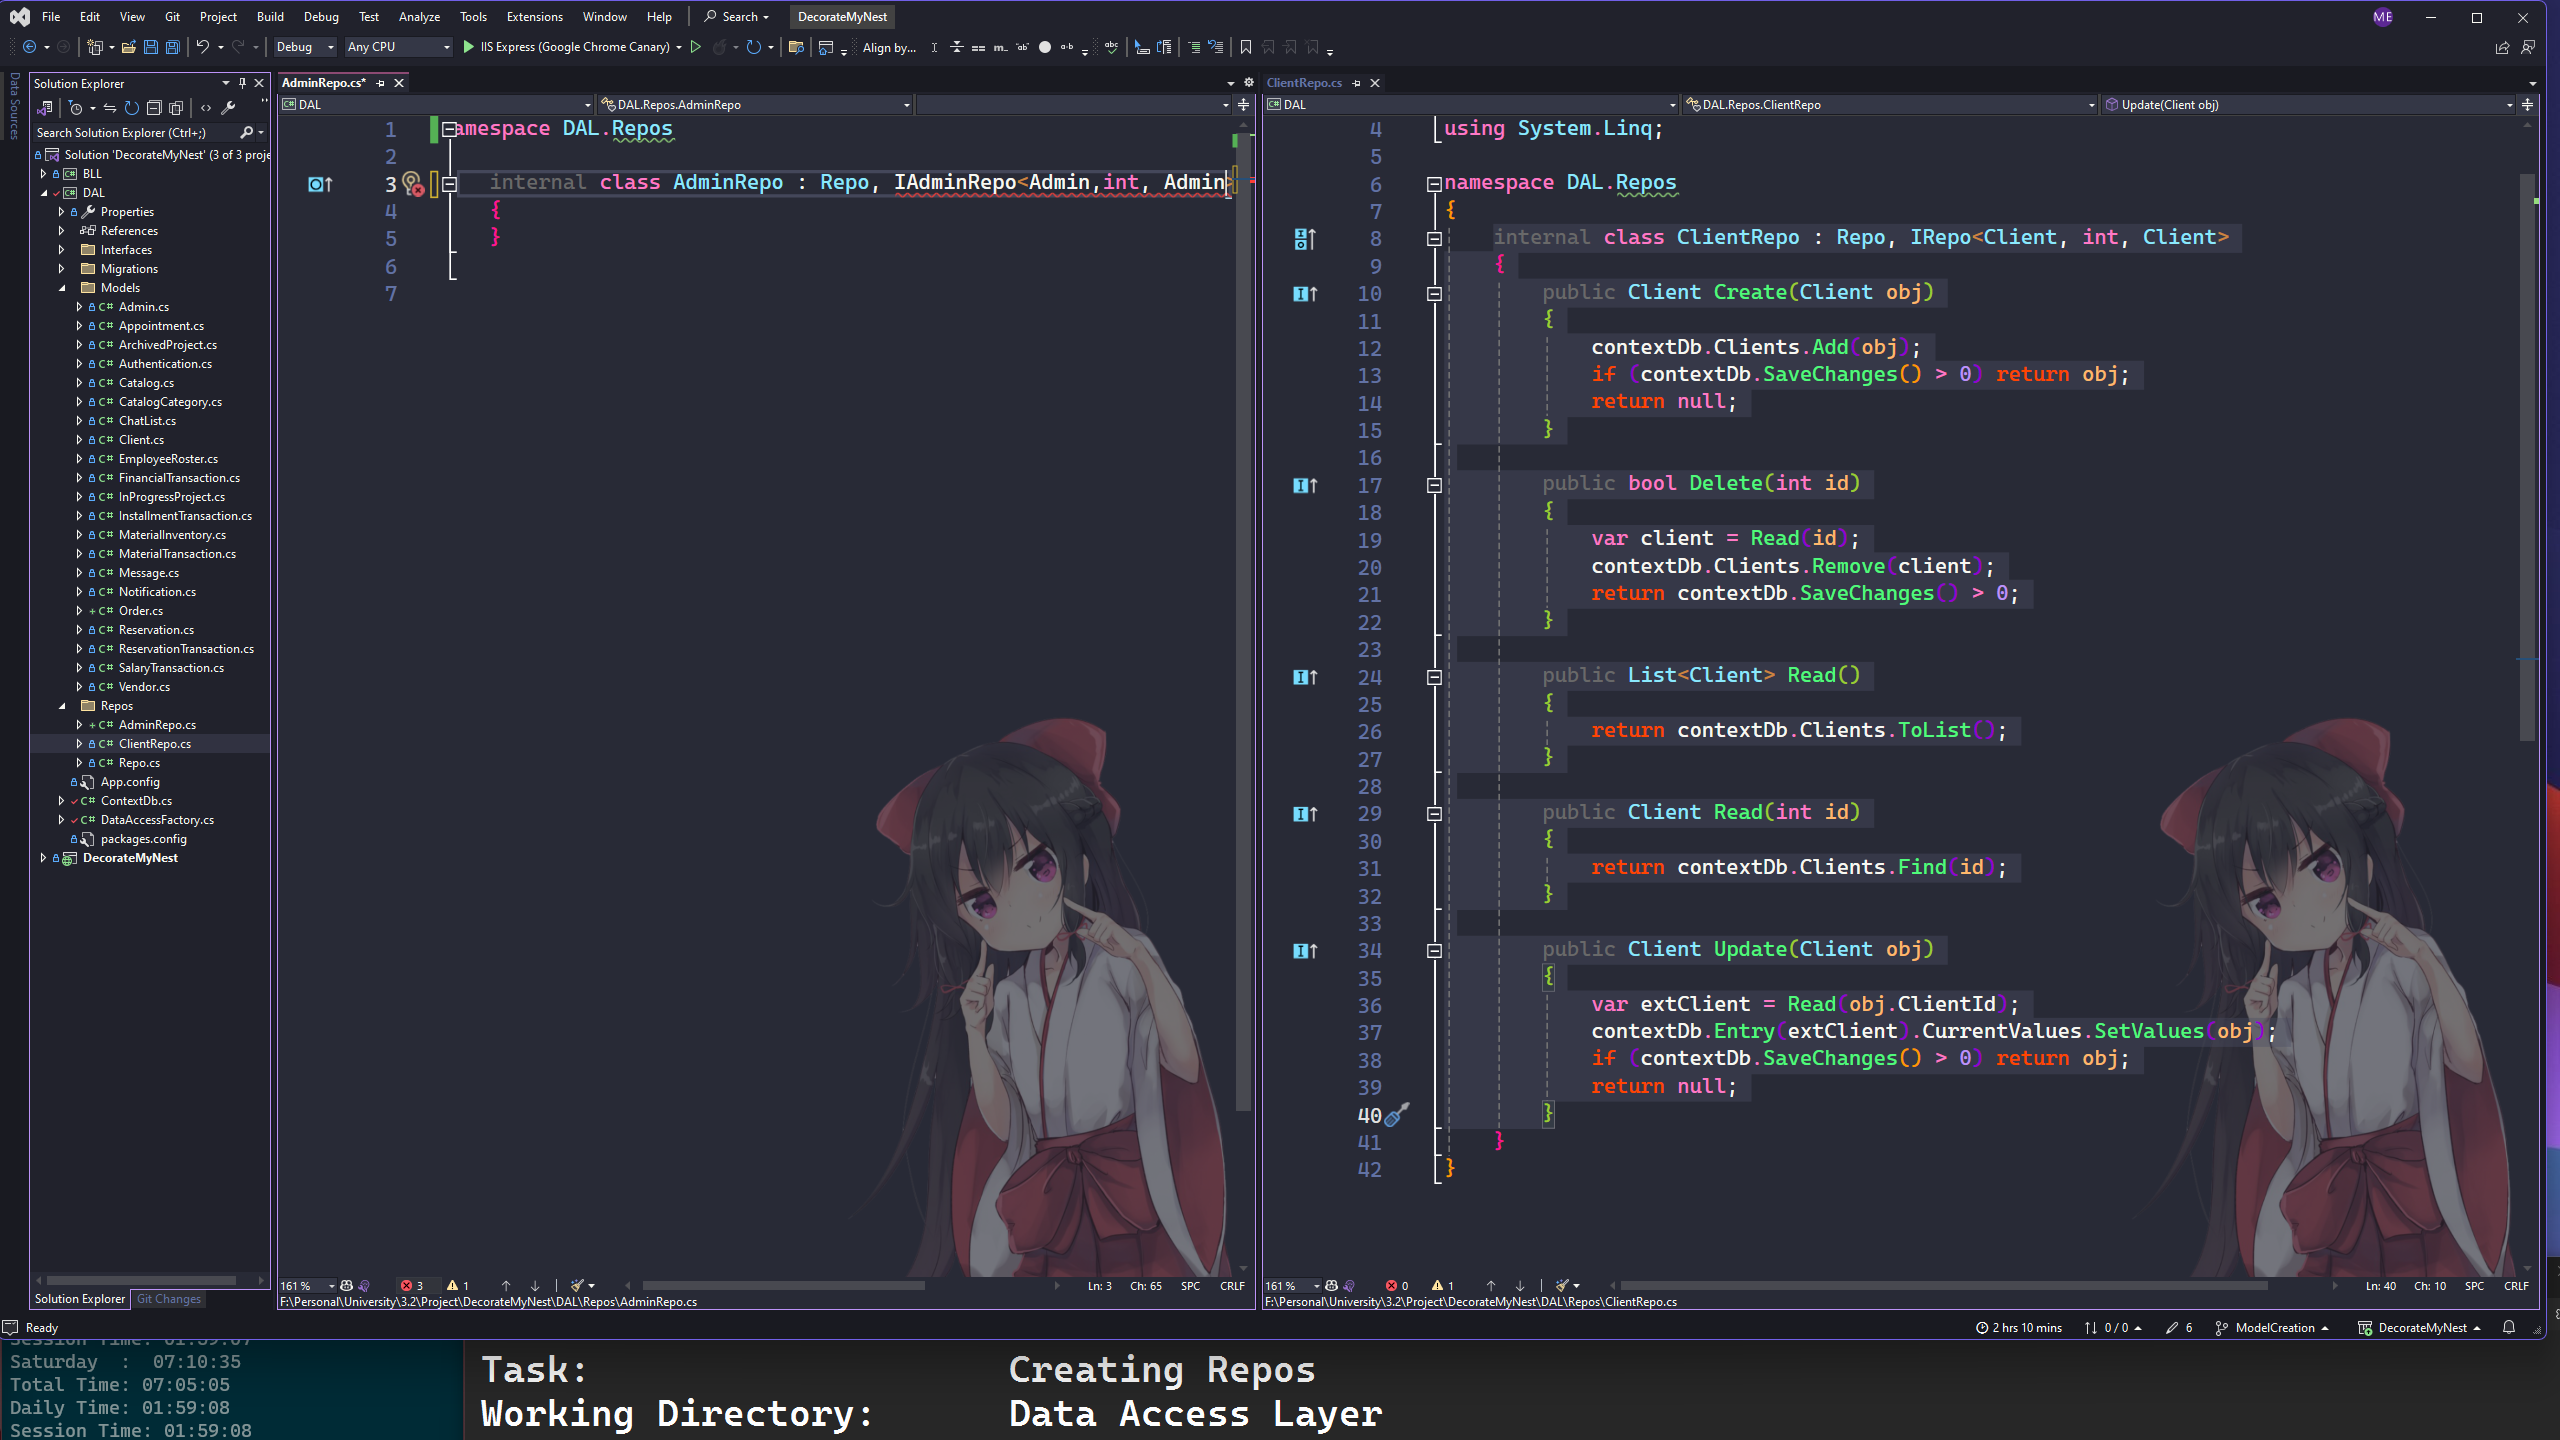 File Edit View Git Project Build Debug Test Analyze Tools Extensions Window Help Search DecorateMyNest ME
Debug Any CPU IIS Express (Google Chrome Canary) Align by...
Data Sources
Solution Explorer
Search Solution Explorer (Ctrl+;)
Solution 'DecorateMyNest' (3 of 3 proje
BLL
DAL
Properties
References
Interfaces
Migrations
Models
Admin.cs
Appointment.cs
ArchivedProject.cs
Authentication.cs
Catalog.cs
CatalogCategory.cs
ChatList.cs
Client.cs
EmployeeRoster.cs
FinancialTransaction.cs
InProgressProject.cs
InstallmentTransaction.cs
MaterialInventory.cs
MaterialTransaction.cs
Message.cs
Notification.cs
Order.cs
Reservation.cs
ReservationTransaction.cs
SalaryTransaction.cs
Vendor.cs
Repos
AdminRepo.cs
ClientRepo.cs
Repo.cs
App.config
ContextDb.cs
DataAccessFactory.cs
packages.config
DecorateMyNest
Solution Explorer Git Changes
AdminRepo.cs*
DAL DAL.Repos.AdminRepo
1 amespace DAL.Repos
2
3 internal class AdminRepo : Repo, IAdminRepo<Admin,int, Admin>
4 {
5 }
6
7
161 % 3 1 Ln: 3 Ch: 65 SPC CRLF
F:\Personal\University\3.2\Project\DecorateMyNest\DAL\Repos\AdminRepo.cs
ClientRepo.cs
DAL DAL.Repos.ClientRepo Update(Client obj)
4 using System.Linq;
5
6 namespace DAL.Repos
7 {
8 internal class ClientRepo : Repo, IRepo<Client, int, Client>
9 {
10 public Client Create(Client obj)
11 {
12 contextDb.Clients.Add(obj);
13 if (contextDb.SaveChanges() > 0) return obj;
14 return null;
15 }
16
17 public bool Delete(int id)
18 {
19 var client = Read(id);
20 contextDb.Clients.Remove(client);
21 return contextDb.SaveChanges() > 0;
22 }
23
24 public List<Client> Read()
25 {
26 return contextDb.Clients.ToList();
27 }
28
29 public Client Read(int id)
30 {
31 return contextDb.Clients.Find(id);
32 }
33
34 public Client Update(Client obj)
35 {
36 var extClient = Read(obj.ClientId);
37 contextDb.Entry(extClient).CurrentValues.SetValues(obj);
38 if (contextDb.SaveChanges() > 0) return obj;
39 return null;
40 }
41 }
42 }
161 % 0 1 Ln: 40 Ch: 10 SPC CRLF
F:\Personal\University\3.2\Project\DecorateMyNest\DAL\Repos\ClientRepo.cs
Ready 2 hrs 10 mins 0 / 0 6 ModelCreation DecorateMyNest
Session Time: 01:59:07
Saturday : 07:10:35
Total Time: 07:05:05
Daily Time: 01:59:08
Session Time: 01:59:08
Task: Creating Repos
Working Directory: Data Access Layer